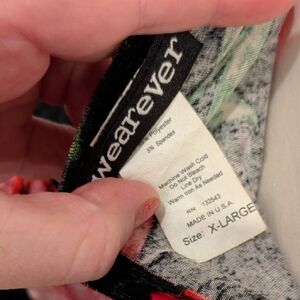 wearever
Polyester
5% Spandex
Machine Wash Cold
Do Not Bleach
Line Dry
Warm Iron As Needed
RN: 133543
MADE IN U.S.A.
Size: X-LARGE